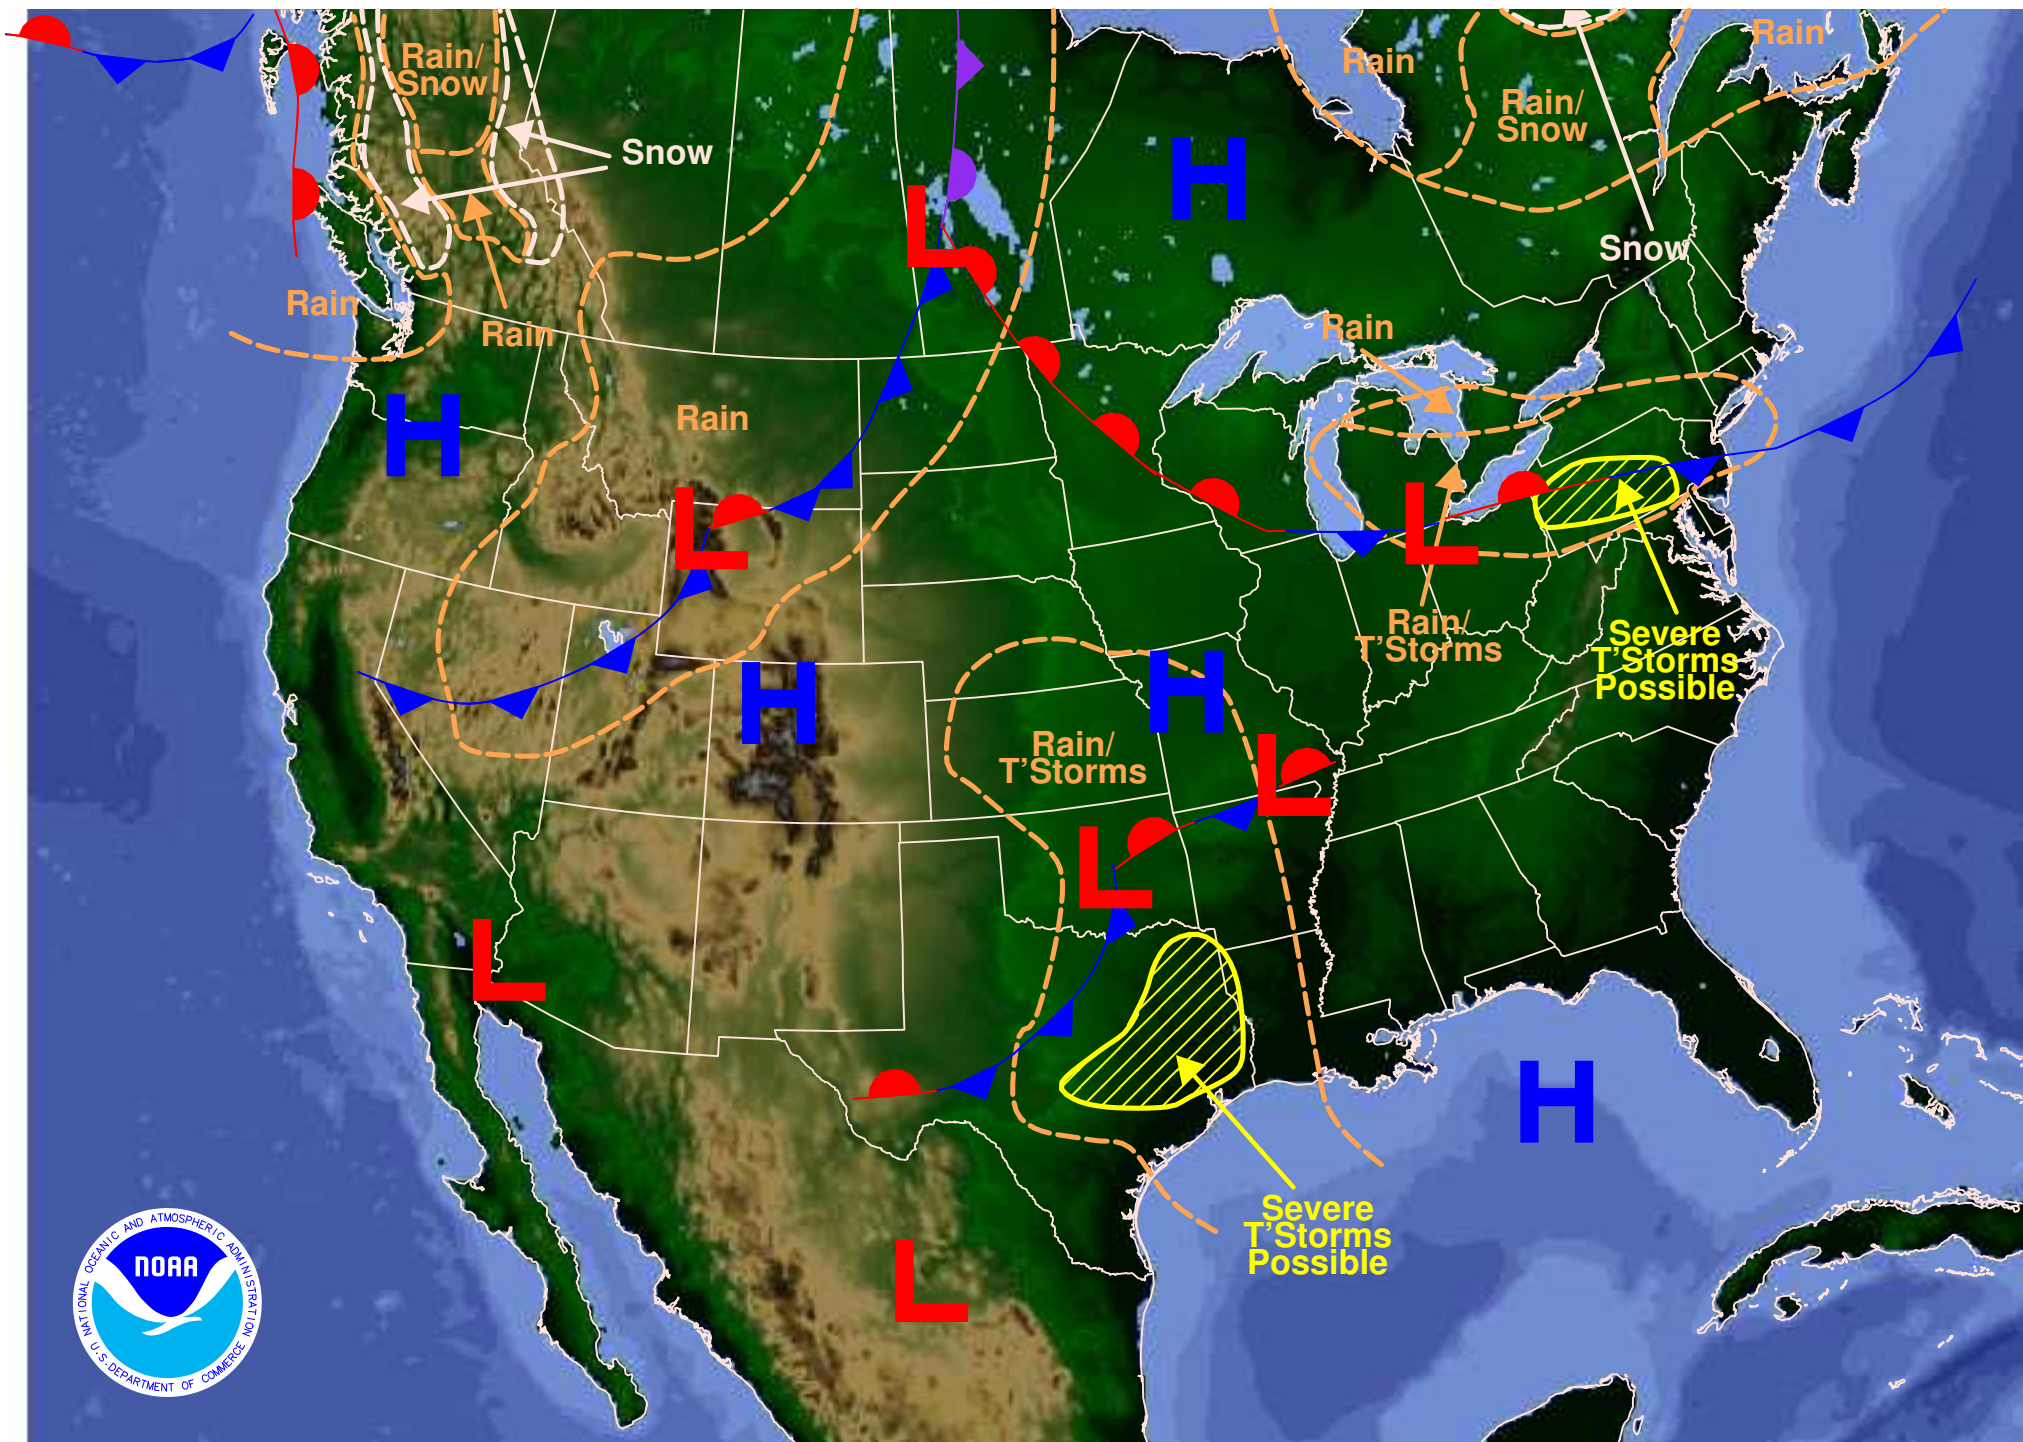 Rain/
Snow
Snow
Rain
Rain
Rain/
Snow
Rain
Snow
H
L
Rain
Rain
Rain
H
Rain
L
L
Rain/
T'Storms
Severe
T'Storms
Possible
H
H
Rain/
T'Storms
L
L
L
H
Severe
T'Storms
Possible
L
NATIONAL OCEANIC AND ATMOSPHERIC ADMINISTRATION
NOAA
U.S. DEPARTMENT OF COMMERCE